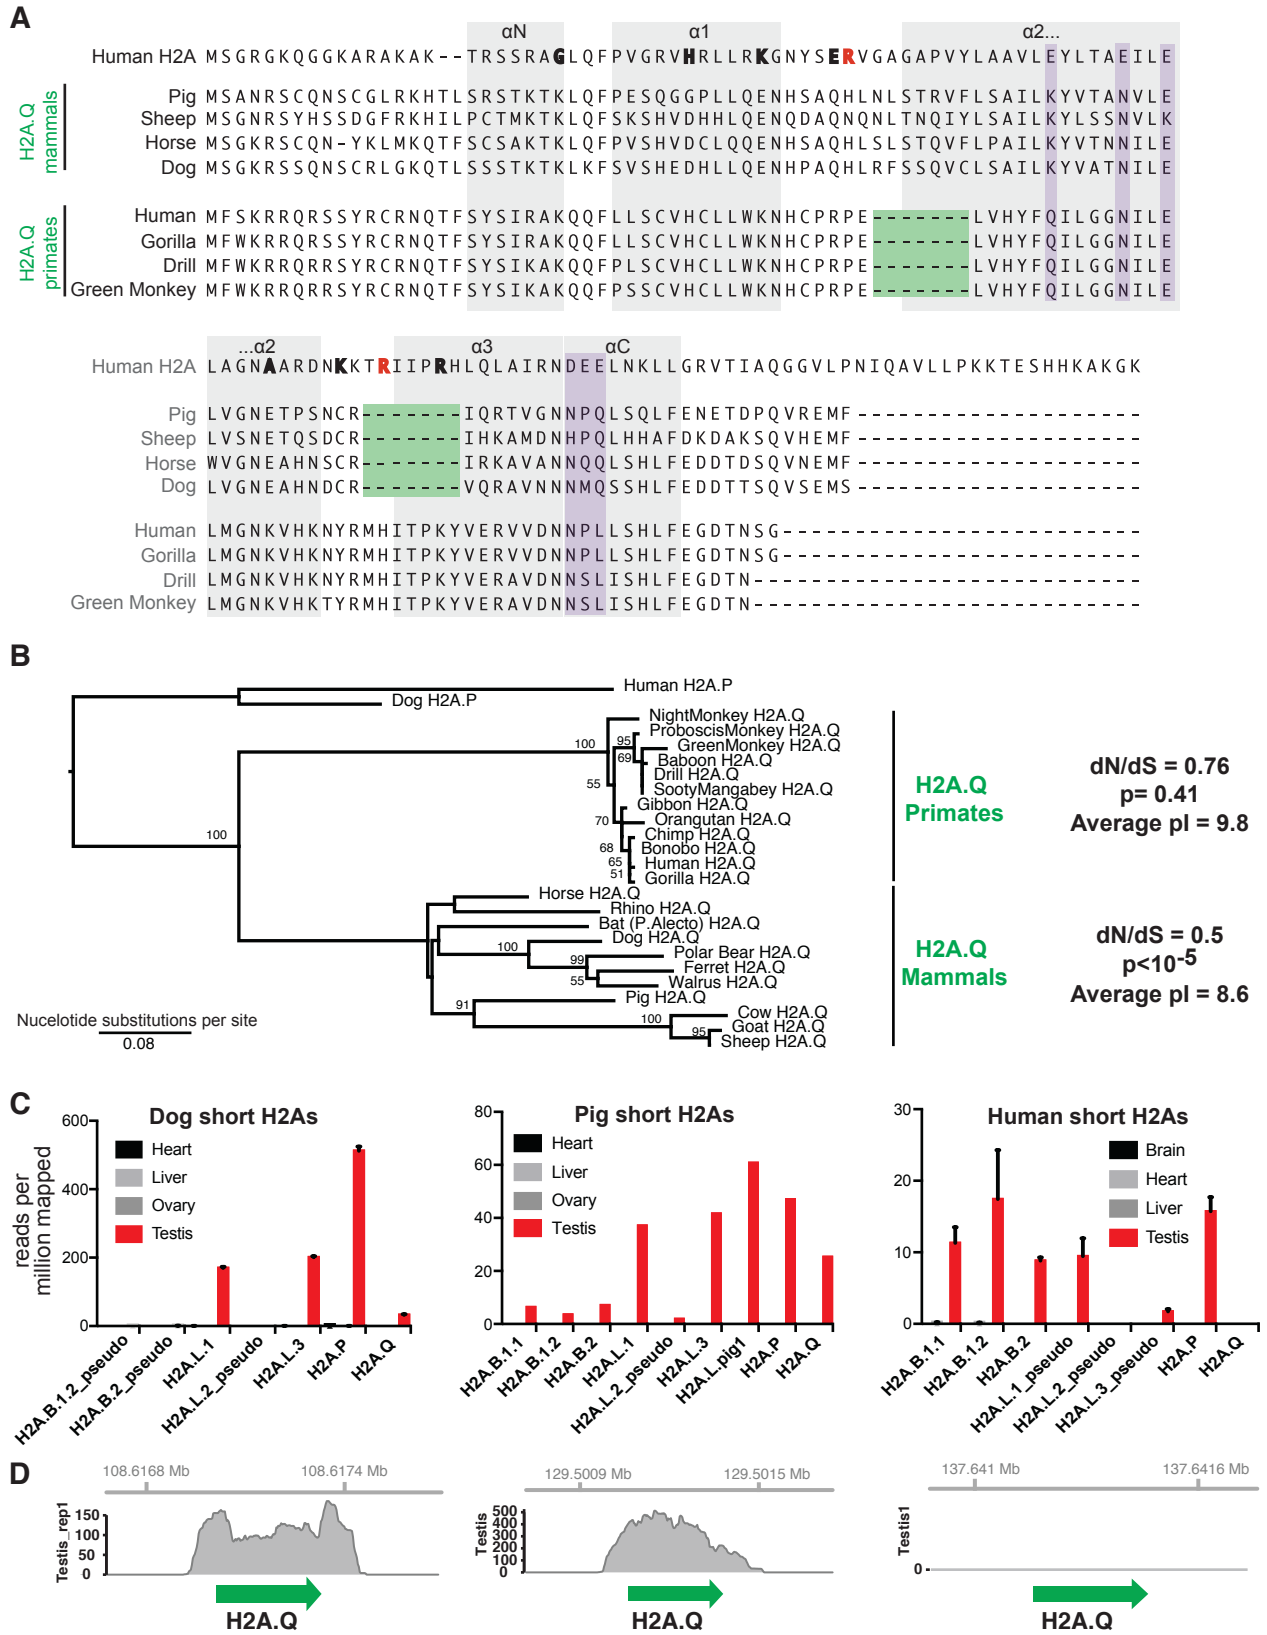 A
αN α1 α2...
Human H2A MSGRGKQGGKARAKAK--TRSSRAGLQFPVGRVHRLLRKGNYSERVGAGAPVYLAAVLEYLTAEILE
H2A.Q mammals
Pig MSANRSCQNSCGLRKHTLSRSTKTKLQFPESQGGPLLQENHSAQHLNLSTRVFLSAILKYVTANVLE
Sheep MSGNRSYHSSDGFRKHILPCTMKTKLQFSKSHVDHHLQENQDAQNQNLTNQIYLSAILKYLSSNVLK
Horse MSGKRSCQN-YKLMKQTFSCSAKTKLQFPVSHVDCLQQENHSAQHLSLSTQVFLPAILKYVTNNILE
Dog MSGKRSSQNSCRLGKQTLSSSTKTKLKFSVSHEDHLLQENHPAQHLRFSSQVCLSAILKYVATNILE
H2A.Q primates
Human MFSKRRQRSSYRCRNQTFSYSIRAKQQFLLSCVHCLLWKNHCPRPE------LVHYFQILGGNILE
Gorilla MFWKRRQRRSYRCRNQTFSYSIRAKQQFLLSCVHCLLWKNHCPRPE------LVHYFQILGGNILE
Drill MFWKRRQRRSYRCRNQTFSYSIKAKQQFPLSCVHCLLWKNHCPRPE------LVHYFQILGGNILE
Green Monkey MFWKRRQRRSYRCRNQTFSYSIKAKQQFPSSCVHCLLWKNHCPRPE------LVHYFQILGGNILE
...α2 α3 αC
Human H2A LAGNAARDNKKTRIIPRHLQLAIRNDEELNKLLGRVTIAQGGVLPNIQAVLLPKKTESHHKAKGK
Pig LVGNETPSNCR------IQRTVGNNPQLSQLFENETDPQVREMF------------------
Sheep LVSNETQSDCR------IHKAMDNHPQLHHAFDKDAKSQVHEMF------------------
Horse WVGNEAHNSCR------IRKAVANNQQLSHLFEDDTDSQVNEMF------------------
Dog LVGNEAHNDCR------VQRAVNNNMQSSHLFEDDTTSQVSEMS------------------
Human LMGNKVHKNYRMHITPKYVERVVDNNPLLSHLFEGDTNSG-----------------------
Gorilla LMGNKVHKNYRMHITPKYVERVVDNNPLLSHLFEGDTNSG-----------------------
Drill LMGNKVHKNYRMHITPKYVERAVDNNSLISHLFEGDTN-------------------------
Green Monkey LMGNKVHKTYRMHITPKYVERAVDNNSLISHLFEGDTN-------------------------
B
Human H2A.P
Dog H2A.P
NightMonkey H2A.Q
ProboscisMonkey H2A.Q
GreenMonkey H2A.Q
Baboon H2A.Q
Drill H2A.Q
SootyMangabey H2A.Q
Gibbon H2A.Q
Orangutan H2A.Q
Chimp H2A.Q
Bonobo H2A.Q
Human H2A.Q
Gorilla H2A.Q
Horse H2A.Q
Rhino H2A.Q
Bat (P.Alecto) H2A.Q
Dog H2A.Q
Polar Bear H2A.Q
Ferret H2A.Q
Walrus H2A.Q
Pig H2A.Q
Cow H2A.Q
Goat H2A.Q
Sheep H2A.Q
100
95
69
55
70
68
65
51
100
100
99
55
91
100
95
H2A.Q
Primates
dN/dS = 0.76
p= 0.41
Average pI = 9.8
H2A.Q
Mammals
dN/dS = 0.5
p<10-5
Average pI = 8.6
Nucelotide substitutions per site
0.08
C
reads per
million mapped
Dog short H2As
600
400
200
0
Heart
Liver
Ovary
Testis
H2A.B.1.2_pseudo
H2A.B.2_pseudo
H2A.L.1
H2A.L.2_pseudo
H2A.L.3
H2A.P
H2A.Q
Pig short H2As
80
60
40
20
0
Heart
Liver
Ovary
Testis
H2A.B.1.1
H2A.B.1.2
H2A.B.2
H2A.L.1
H2A.L.2_pseudo
H2A.L.3
H2A.L.pig1
H2A.P
H2A.Q
Human short H2As
30
20
10
0
Brain
Heart
Liver
Testis
H2A.B.1.1
H2A.B.1.2
H2A.B.2
H2A.L.1_pseudo
H2A.L.2_pseudo
H2A.L.3_pseudo
H2A.P
H2A.Q
D
108.6168 Mb 108.6174 Mb
Testis_rep1
150
100
50
0
H2A.Q
129.5009 Mb 129.5015 Mb
Testis
500
400
300
200
100
0
H2A.Q
137.641 Mb 137.6416 Mb
Testis1
0
H2A.Q